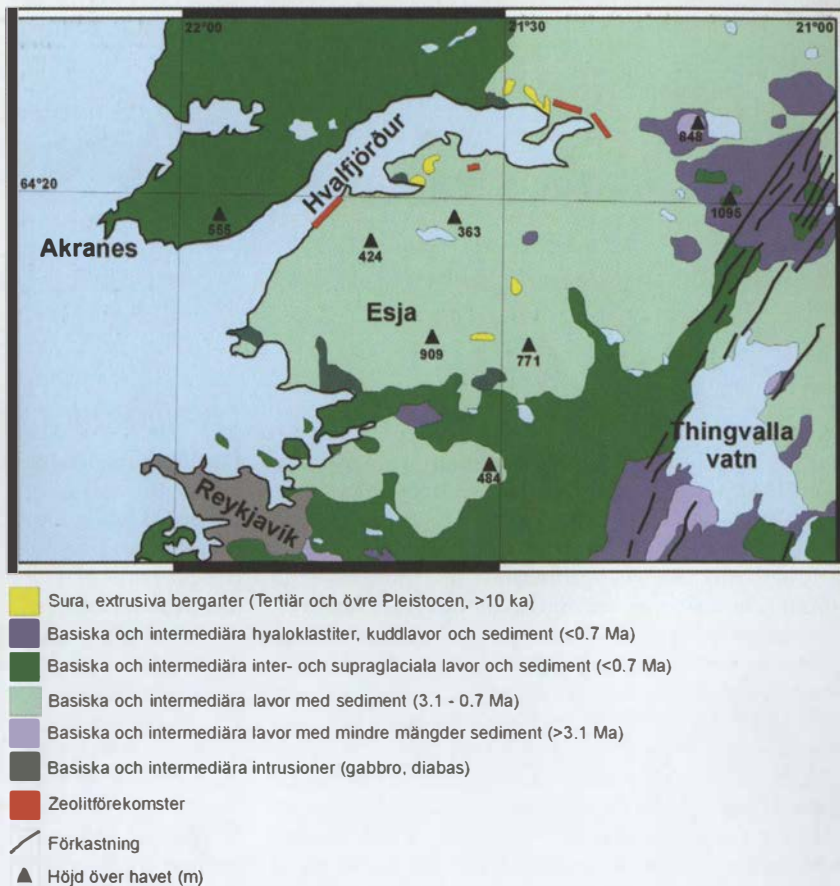 22°00
21°30
21°00
848
Hvalfjörður
64°20
1095
555
363
Akranes
424
Esja
909
771
Thingvalla
vatn
484
Reykjavík
Sura, extrusiva bergarter (Tertiär och övre Pleistocen, >10 ka)
Basiska och intermediära hyaloklastiter, kuddlavor och sediment (<0.7 Ma)
Basiska och intermediära inter- och supraglaciala lavor och sediment (<0.7 Ma)
Basiska och intermediära lavor med sediment (3.1 - 0.7 Ma)
Basiska och intermediära lavor med mindre mängder sediment (>3.1 Ma)
Basiska och intermediära intrusioner (gabbro, diabas)
Zeolitförekomster
Förkastning
Höjd över havet (m)